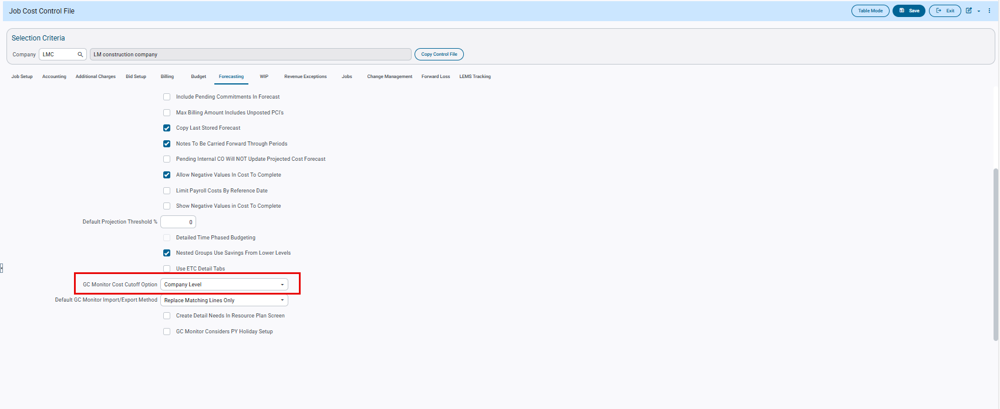 Job Cost Control File
Table Mode Save Exit
Selection Criteria
Company LMC LM construction company Copy Control File
Job Setup Accounting Additional Charges Bid Setup Billing Budget Forecasting WIP Revenue Exceptions Jobs Change Management Forward Loss LEMS Tracking
Include Pending Commitments In Forecast
Max Billing Amount Includes Unposted PCI's
Copy Last Stored Forecast
Notes To Be Carried Forward Through Periods
Pending Internal CO Will NOT Update Projected Cost Forecast
Allow Negative Values In Cost To Complete
Limit Payroll Costs By Reference Date
Show Negative Values in Cost To Complete
Default Projection Threshold % 0
Detailed Time Phased Budgeting
Nested Groups Use Savings From Lower Levels
Use ETC Detail Tabs
GC Monitor Cost Cutoff Option Company Level
Default GC Monitor Import/Export Method Replace Matching Lines Only
Create Detail Needs In Resource Plan Screen
GC Monitor Considers PY Holiday Setup